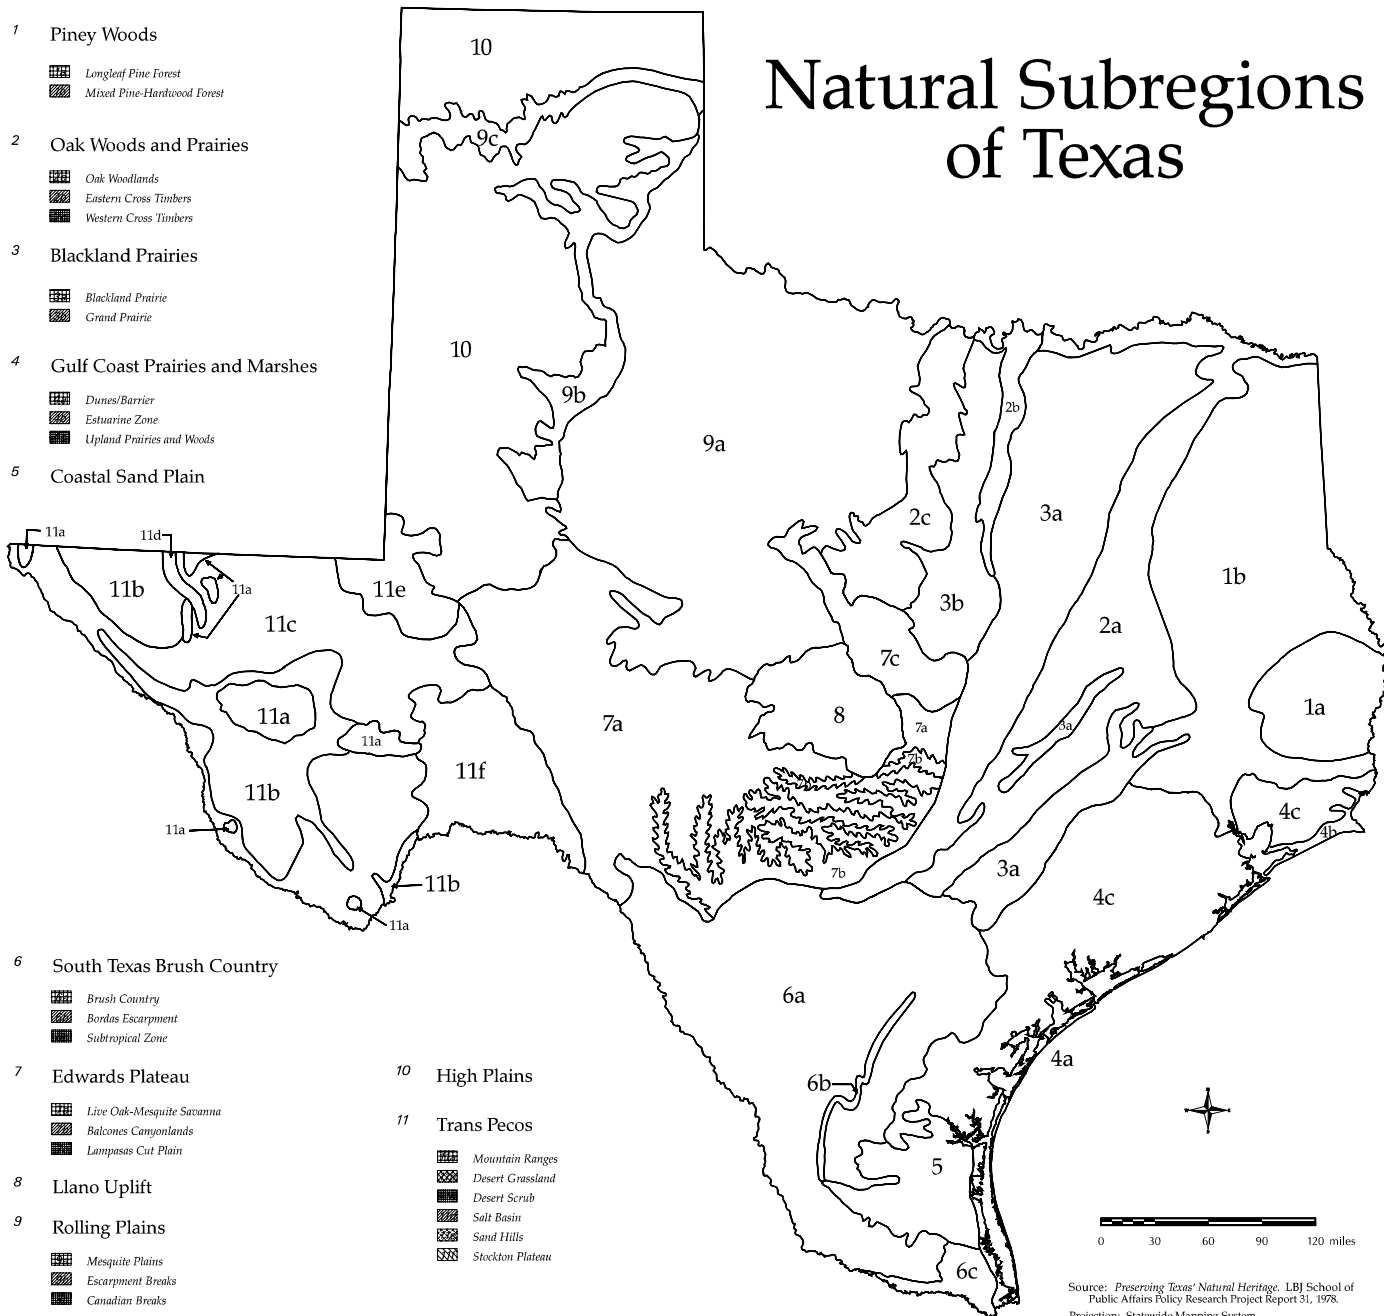 Natural Subregions
of Texas
1 Piney Woods
Longleaf Pine Forest
Mixed Pine-Hardwood Forest
2 Oak Woods and Prairies
Oak Woodlands
Eastern Cross Timbers
Western Cross Timbers
3 Blackland Prairies
Blackland Prairie
Grand Prairie
4 Gulf Coast Prairies and Marshes
Dunes/Barrier
Estuarine Zone
Upland Prairies and Woods
5 Coastal Sand Plain
6 South Texas Brush Country
Brush Country
Bordas Escarpment
Subtropical Zone
7 Edwards Plateau
Live Oak-Mesquite Savanna
Balcones Canyonlands
Lampasas Cut Plain
8 Llano Uplift
9 Rolling Plains
Mesquite Plains
Escarpment Breaks
Canadian Breaks
10 High Plains
11 Trans Pecos
Mountain Ranges
Desert Grassland
Desert Scrub
Salt Basin
Sand Hills
Stockton Plateau
10
9c
10
9b
9a
2b
2c
3a
1b
11a
11d
11b
11a
11e
11c
3b
2a
7c
1a
11a
11a
7a
8
7a
3a
7b
11f
11b
4c
11a
4b
7b
3a
11b
4c
11a
6a
4a
6b
5
6c
0 30 60 90 120 miles
Source: Preserving Texas' Natural Heritage. LBJ School of
Public Affairs Policy Research Project Report 31, 1978.
Projection: Statewide Mapping System